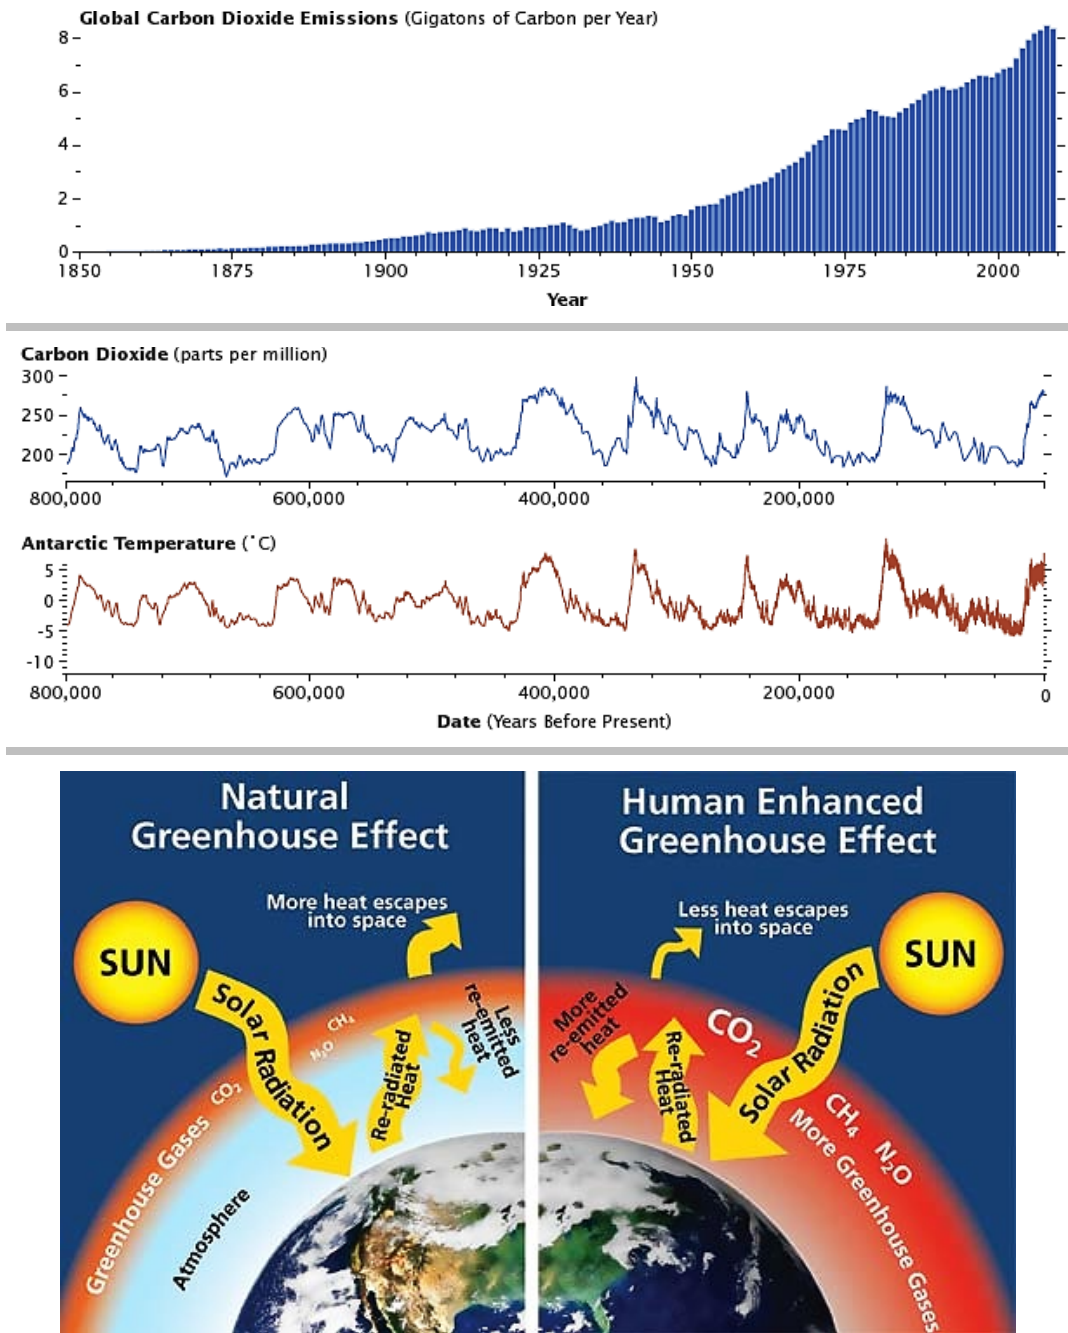 Global Carbon Dioxide Emissions (Gigatons of Carbon per Year)
8
6
4
2
0
1850 1875 1900 1925 1950 1975 2000
Year
Carbon Dioxide (parts per million)
300
250
200
800,000 600,000 400,000 200,000
Antarctic Temperature (˚C)
5
0
-5
-10
800,000 600,000 400,000 200,000 0
Date (Years Before Present)
Natural
Greenhouse Effect
More heat escapes
into space
SUN
Solar Radiation
Re-radiated
Heat
Less
re-emitted
heat
CH₄
N₂O
CO₂
Greenhouse Gases
Atmosphere
Human Enhanced
Greenhouse Effect
Less heat escapes
into space
SUN
Solar Radiation
More
re-emitted
heat
Re-radiated
Heat
CO₂
CH₄
N₂O
More Greenhouse Gases